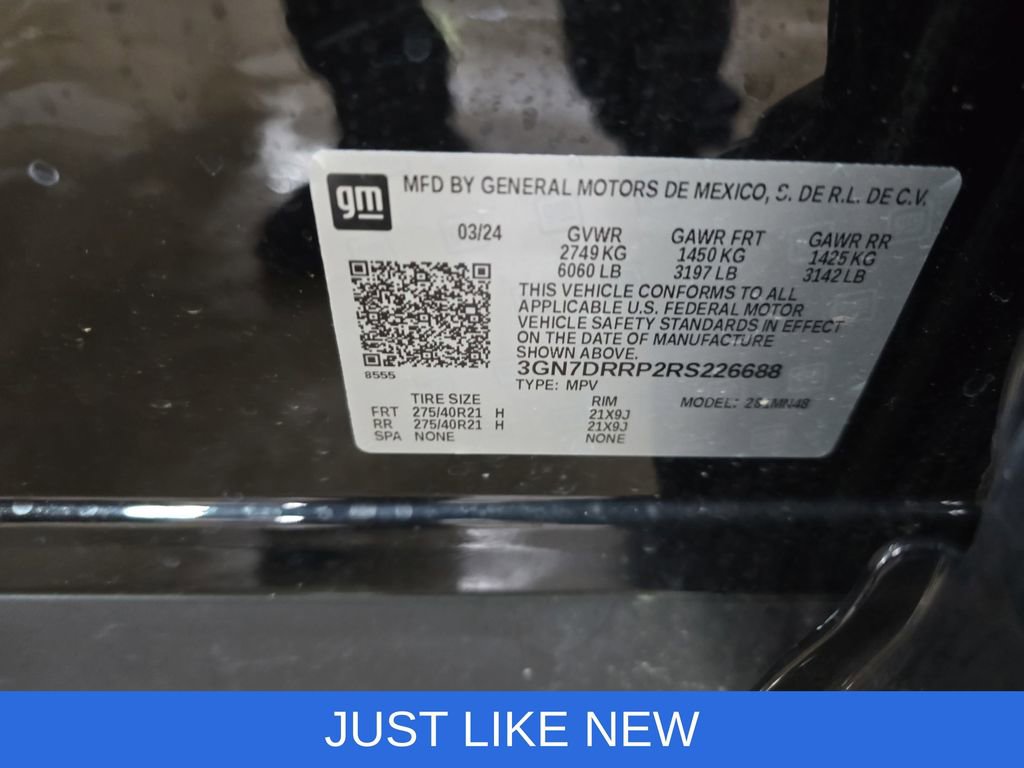 gm
MFD BY GENERAL MOTORS DE MEXICO, S. DE R.L. DE C.V.
03/24 GVWR GAWR FRT GAWR RR
2749 KG 1450 KG 1425 KG
6060 LB 3197 LB 3142 LB
THIS VEHICLE CONFORMS TO ALL
APPLICABLE U.S. FEDERAL MOTOR
VEHICLE SAFETY STANDARDS IN EFFECT
ON THE DATE OF MANUFACTURE
SHOWN ABOVE.
8555
3GN7DRRP2RS226688
TYPE: MPV
MODEL:
TIRE SIZE RIM
FRT 275/40R21 H 21X9J
RR 275/40R21 H 21X9J
SPA NONE NONE
JUST LIKE NEW